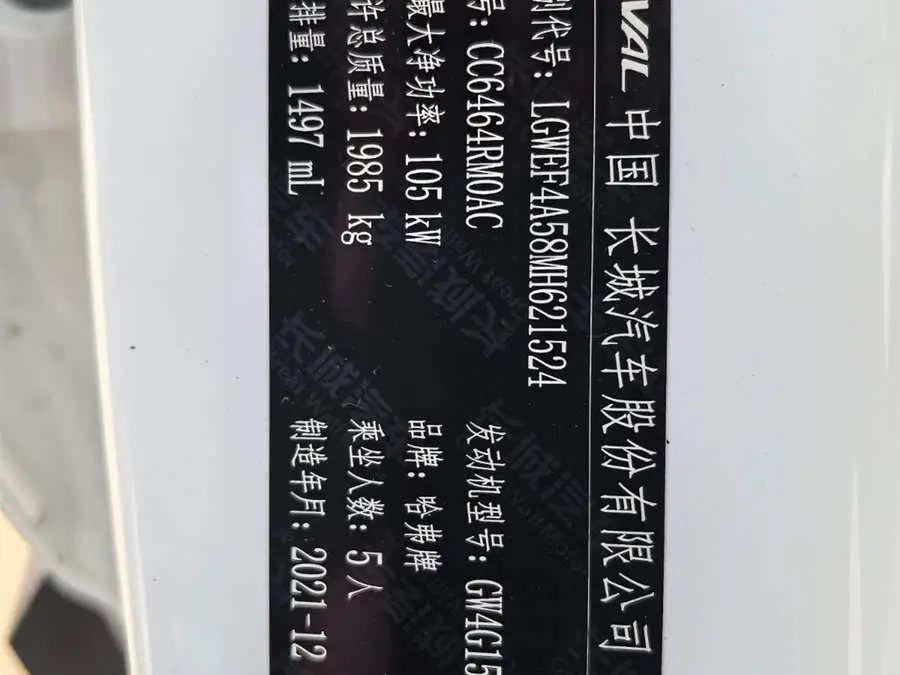 VAL 中国 长城汽车股份有限公司
代号: LGWEF4A58MH621524
号: CC6464RM0AC 发动机型号: GW4G15
最大净功率: 105 kW 品牌: 哈弗牌
许总质量: 1985 kg 乘坐人数: 5 人
排量: 1497 mL 制造年月: 2021-12